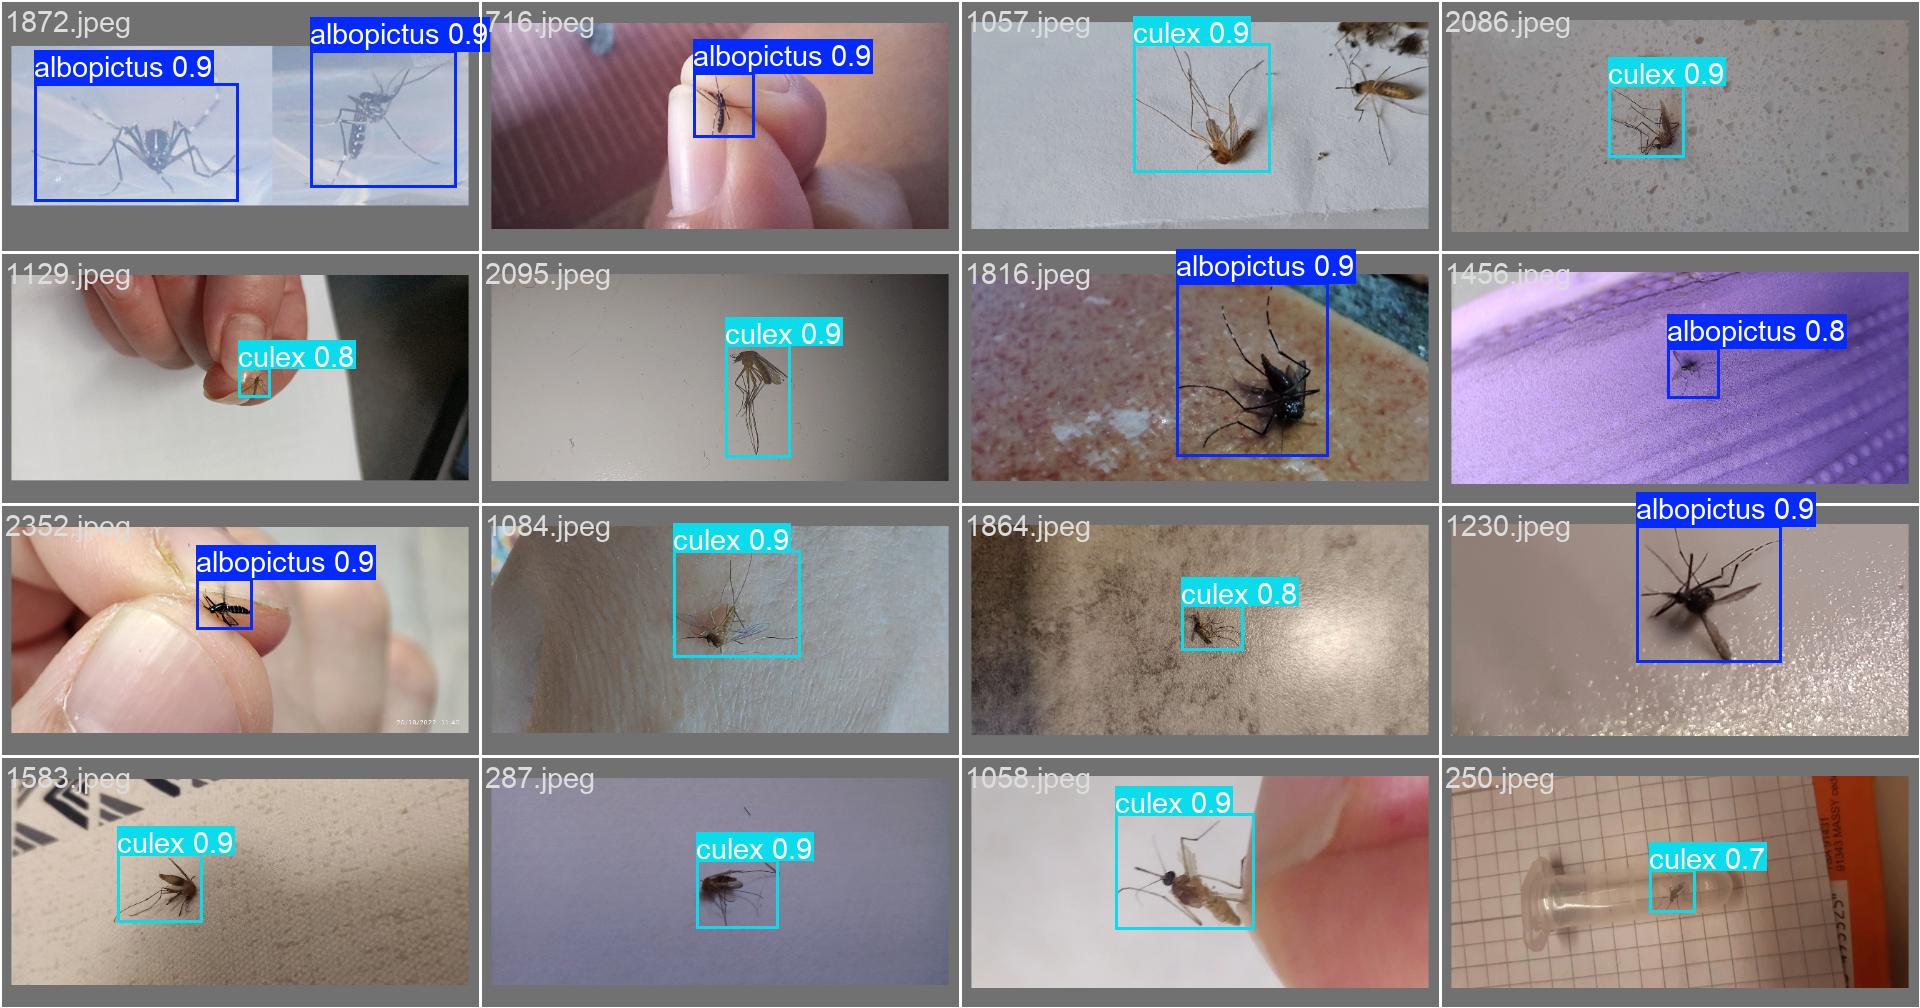 1872.jpeg
albopictus 0.9
albopictus 0.9
716.jpeg
albopictus 0.9
1057.jpeg
culex 0.9
2086.jpeg
culex 0.9
1129.jpeg
culex 0.8
2095.jpeg
culex 0.9
1816.jpeg
albopictus 0.9
1456.jpeg
albopictus 0.8
2352.jpeg
albopictus 0.9
1084.jpeg
culex 0.9
1864.jpeg
culex 0.8
1230.jpeg
albopictus 0.9
1583.jpeg
culex 0.9
287.jpeg
culex 0.9
1058.jpeg
culex 0.9
250.jpeg
culex 0.7